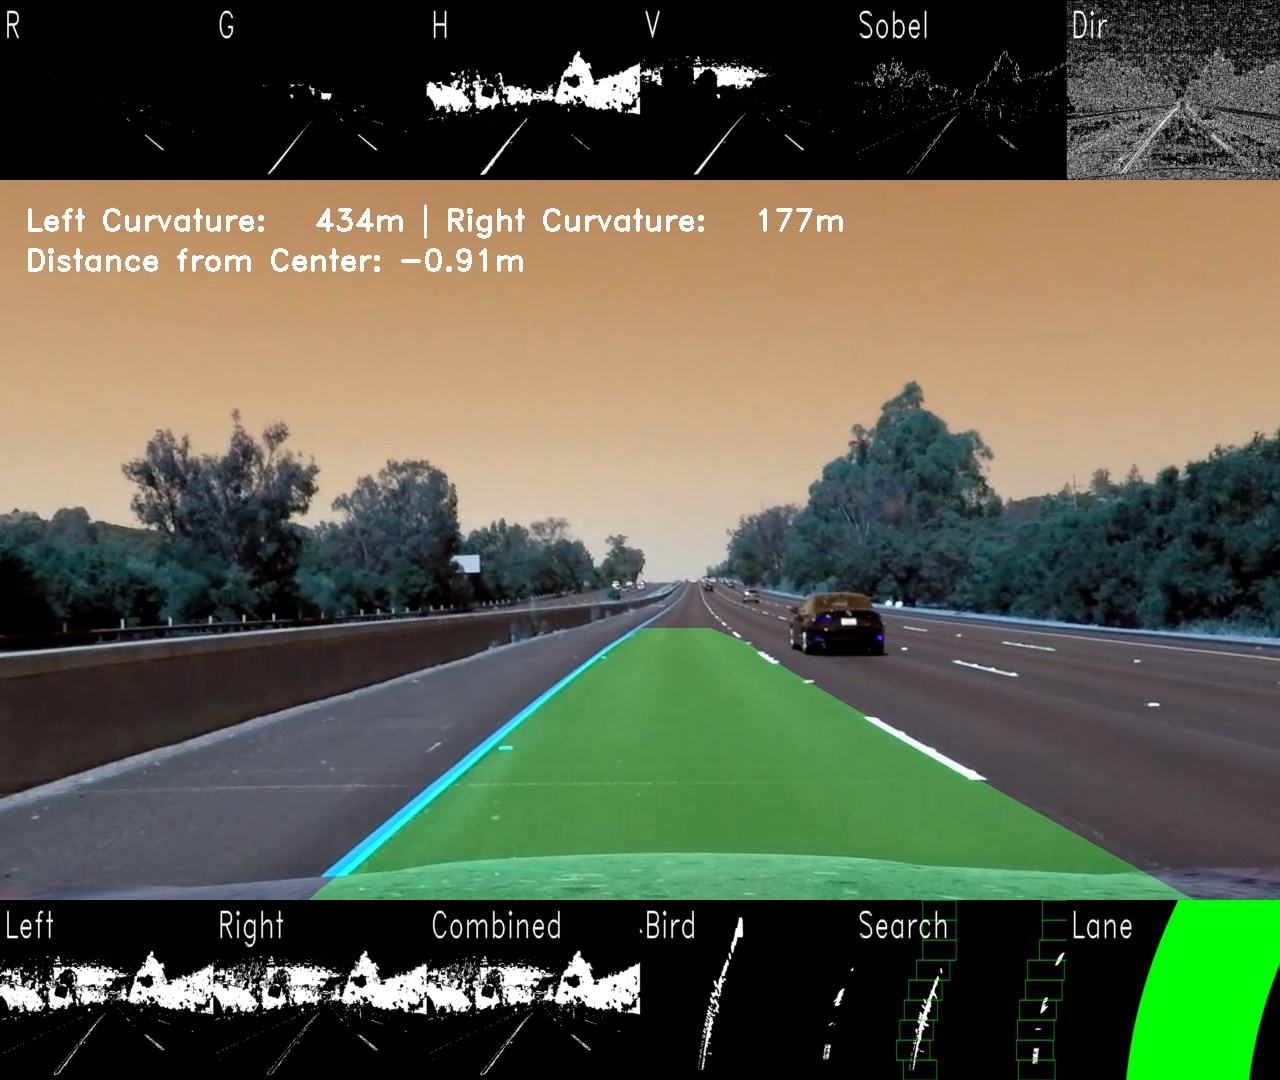 R G H V Sobel Dir
Left Curvature: 434m | Right Curvature: 177m
Distance from Center: -0.91m
Left Right Combined Bird Search Lane